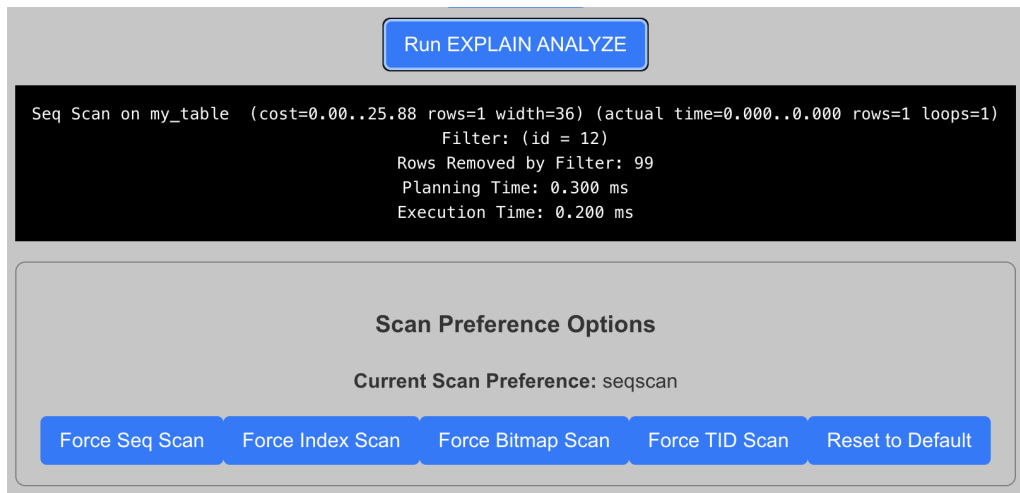 Run EXPLAIN ANALYZE
Seq Scan on my_table  (cost=0.00..25.88 rows=1 width=36) (actual time=0.000..0.000 rows=1 loops=1)
Filter: (id = 12)
Rows Removed by Filter: 99
Planning Time: 0.300 ms
Execution Time: 0.200 ms
Scan Preference Options
Current Scan Preference: seqscan
Force Seq Scan Force Index Scan Force Bitmap Scan Force TID Scan Reset to Default